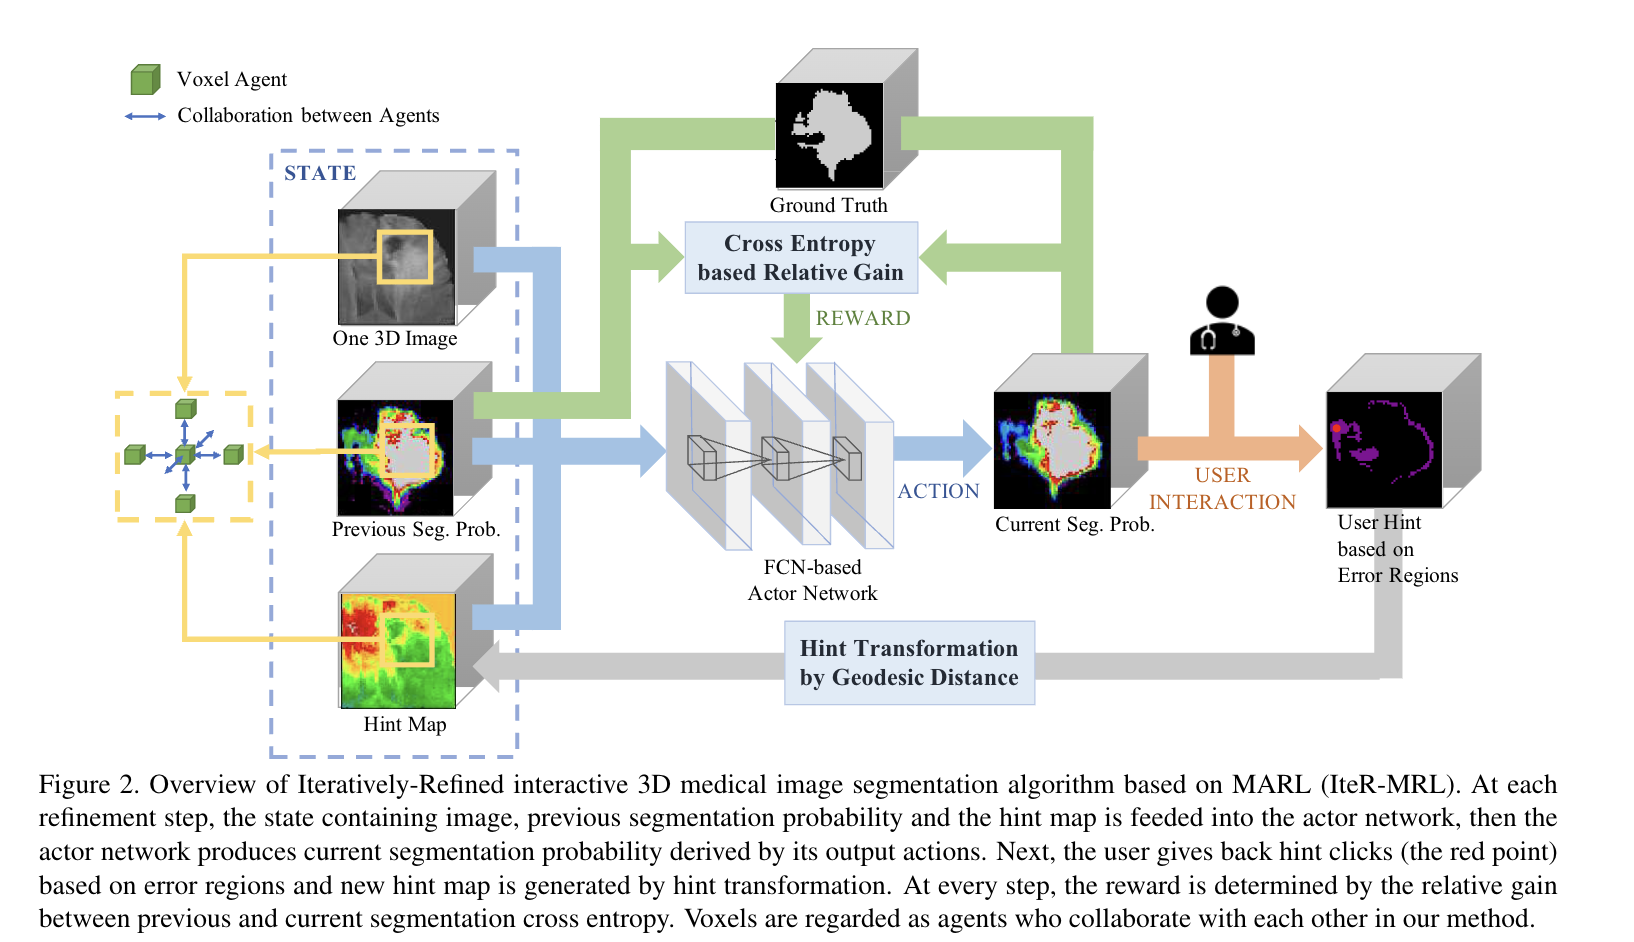 Voxel Agent
Collaboration between Agents
STATE
One 3D Image
Previous Seg. Prob.
Hint Map
Ground Truth
Cross Entropy
based Relative Gain
REWARD
FCN-based
Actor Network
ACTION
Current Seg. Prob.
USER
INTERACTION
User Hint
based on
Error Regions
Hint Transformation
by Geodesic Distance
Figure 2. Overview of Iteratively-Refined interactive 3D medical image segmentation algorithm based on MARL (IteR-MRL). At each
refinement step, the state containing image, previous segmentation probability and the hint map is feeded into the actor network, then the
actor network produces current segmentation probability derived by its output actions. Next, the user gives back hint clicks (the red point)
based on error regions and new hint map is generated by hint transformation. At every step, the reward is determined by the relative gain
between previous and current segmentation cross entropy. Voxels are regarded as agents who collaborate with each other in our method.